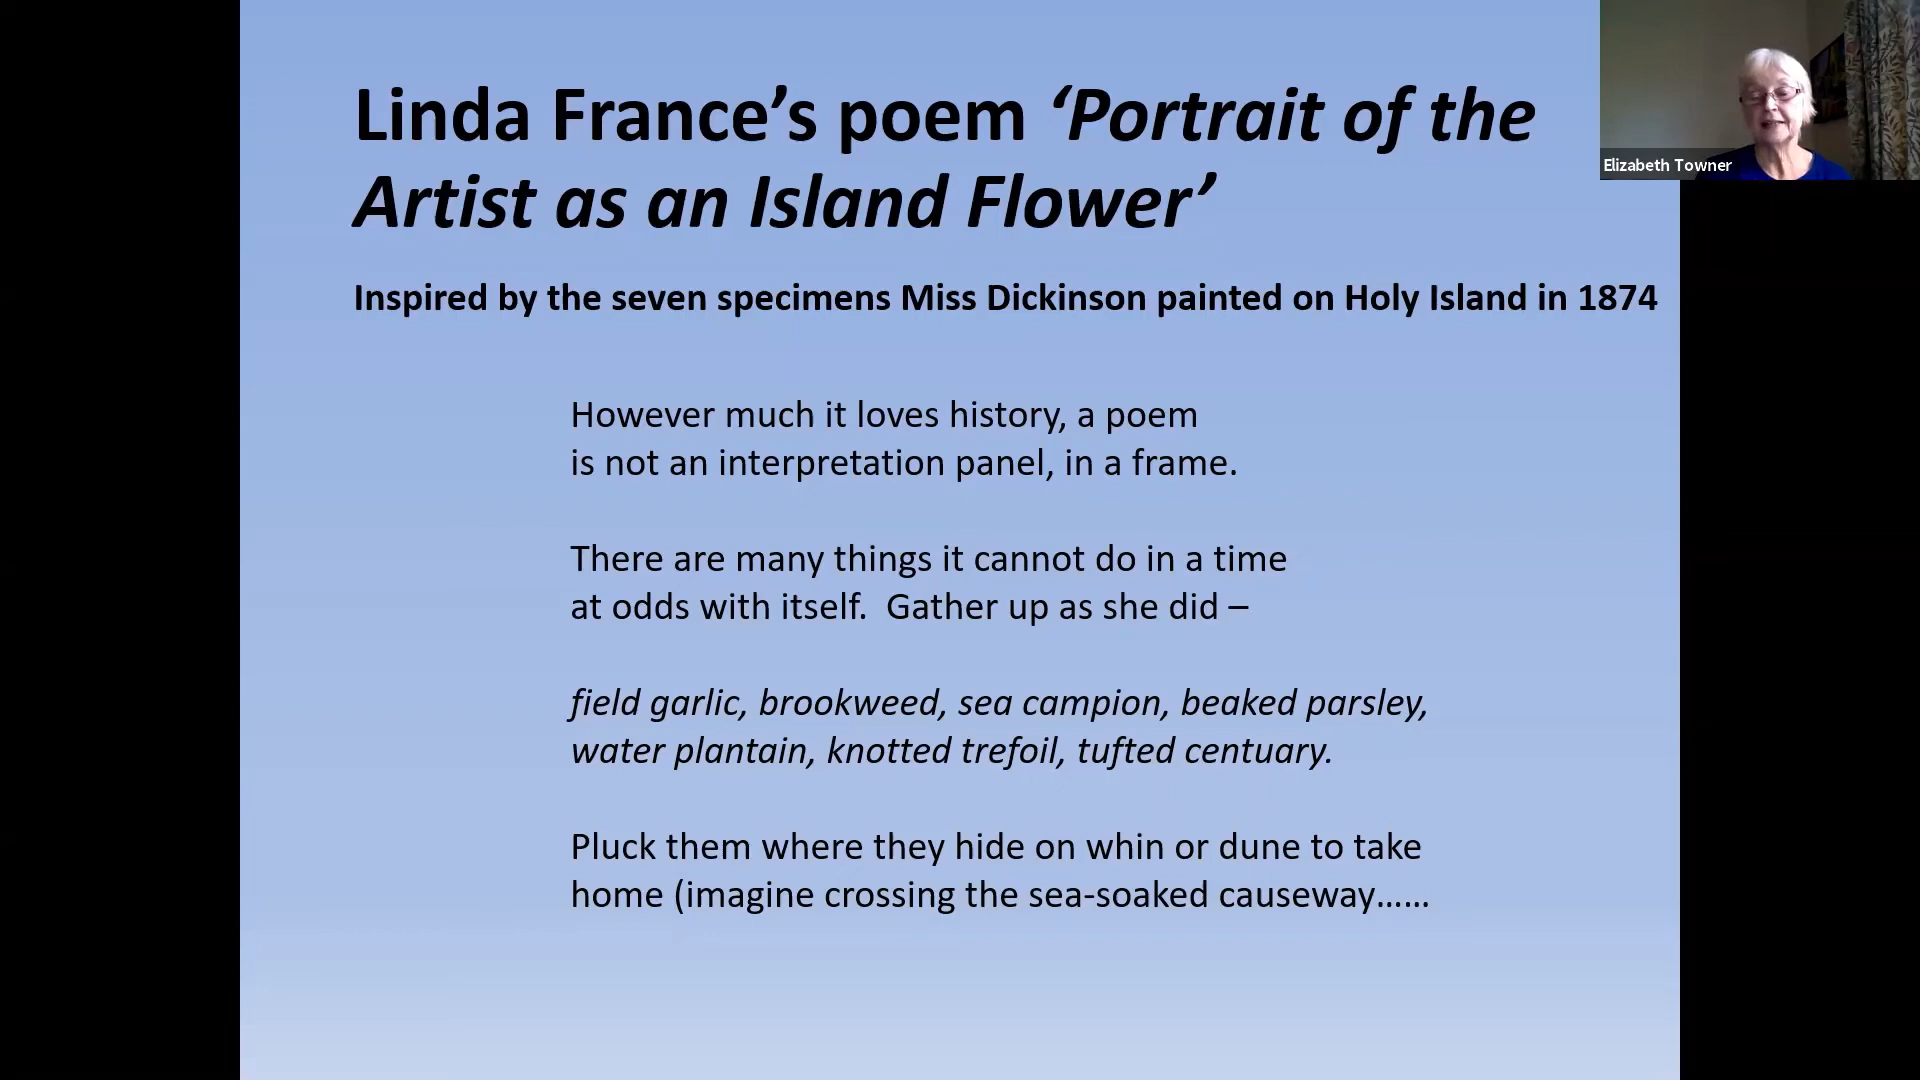 Linda France’s poem ‘Portrait of the
Artist as an Island Flower’
Elizabeth Towner
Inspired by the seven specimens Miss Dickinson painted on Holy Island in 1874
However much it loves history, a poem
is not an interpretation panel, in a frame.
There are many things it cannot do in a time
at odds with itself.  Gather up as she did –
field garlic, brookweed, sea campion, beaked parsley,
water plantain, knotted trefoil, tufted centuary.
Pluck them where they hide on whin or dune to take
home (imagine crossing the sea-soaked causeway……